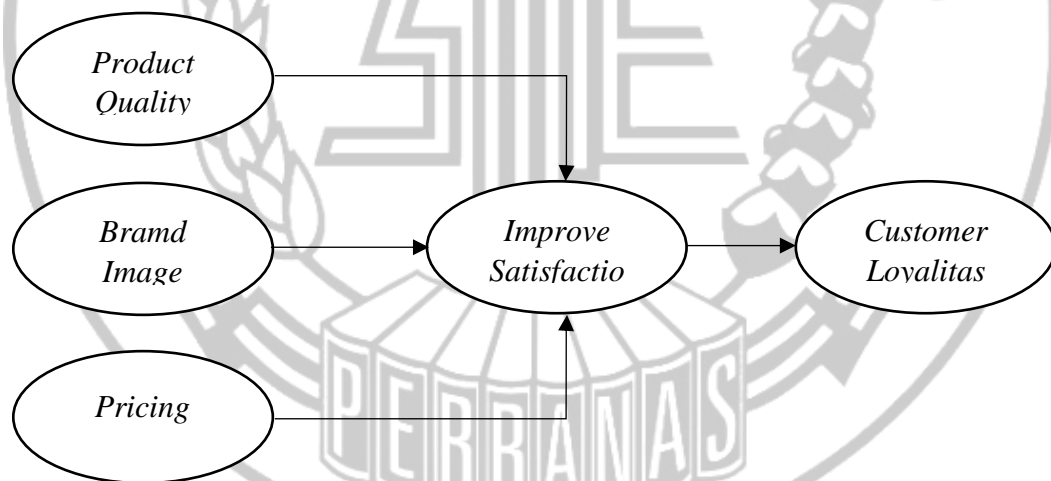 Product
Quality
Bramd
Image
Improve
Satisfactio
Customer
Loyalitas
Pricing
PERBANAS